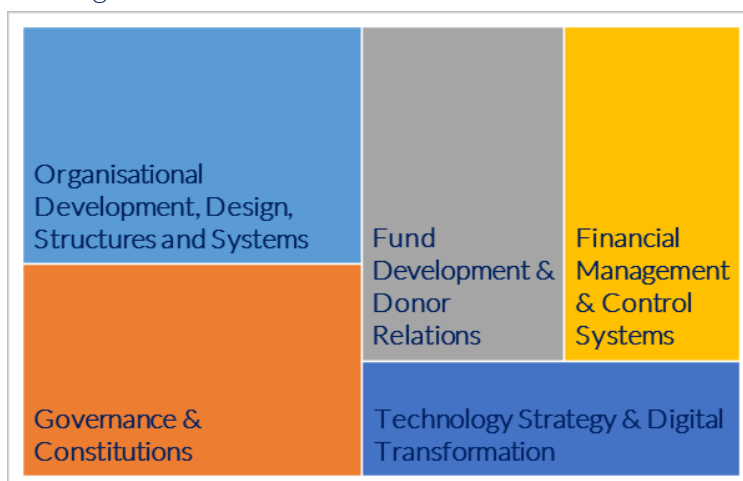 Organisational
Development, Design,
Structures and Systems
Fund
Development &
Donor
Relations
Financial
Management
& Control
Systems
Governance &
Constitutions
Technology Strategy & Digital
Transformation